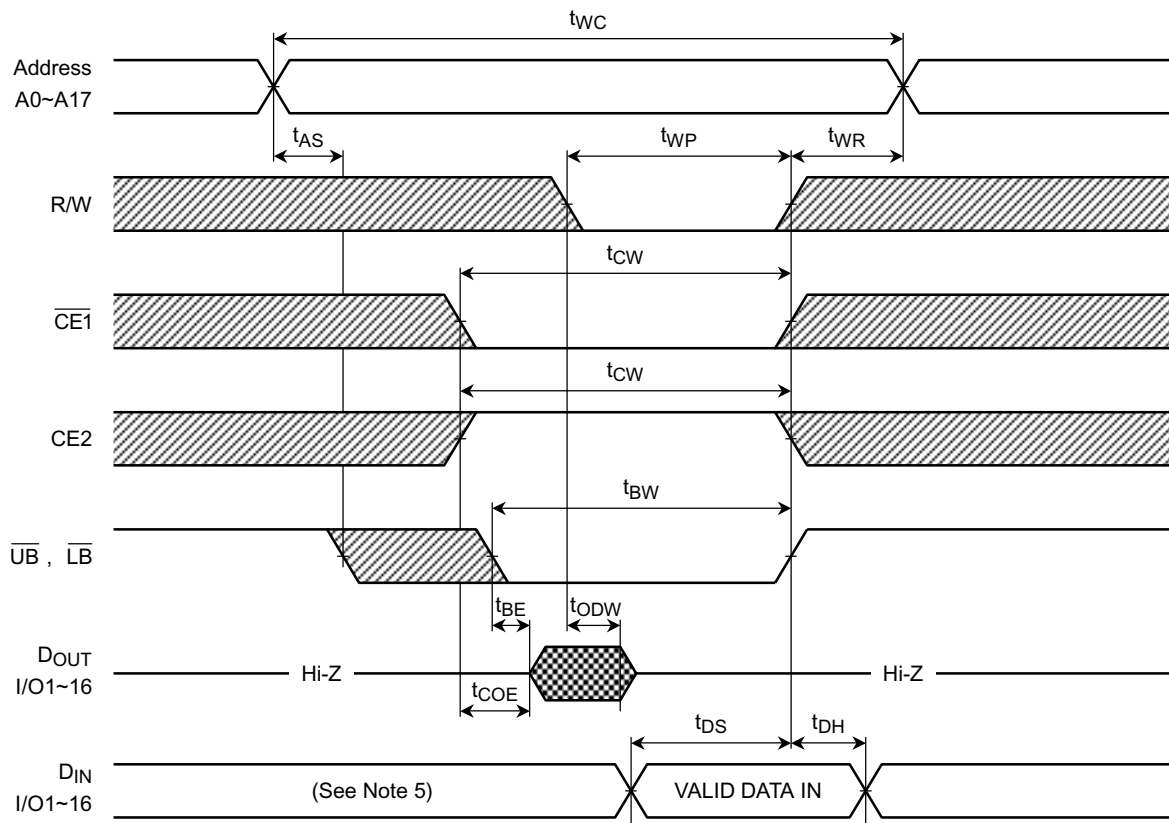 tWC
Address
A0~A17
tAS
tWP
tWR
R/W
tCW
CE1
tCW
CE2
tBW
UB , LB
tBE
tODW
DOUT
I/O1~16
Hi-Z
Hi-Z
tCOE
tDS
tDH
DIN
I/O1~16
(See Note 5)
VALID DATA IN